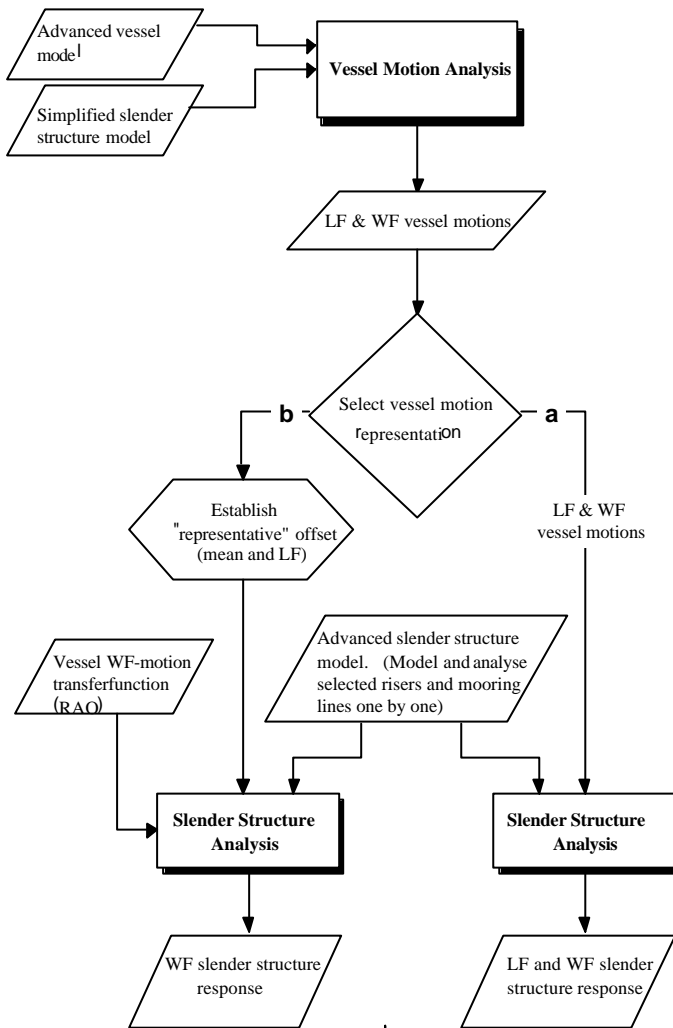 Advanced vessel
model
Vessel Motion Analysis
Simplified slender
structure model
LF & WF vessel motions
Select vessel motion
representation
b
a
Establish
"representative" offset
(mean and LF)
LF & WF
vessel motions
Vessel WF-motion
transferfunction
(RAO)
Advanced slender structure
model. (Model and analyse
selected risers and mooring
lines one by one)
Slender Structure
Analysis
Slender Structure
Analysis
WF slender structure
response
LF and WF slender
structure response